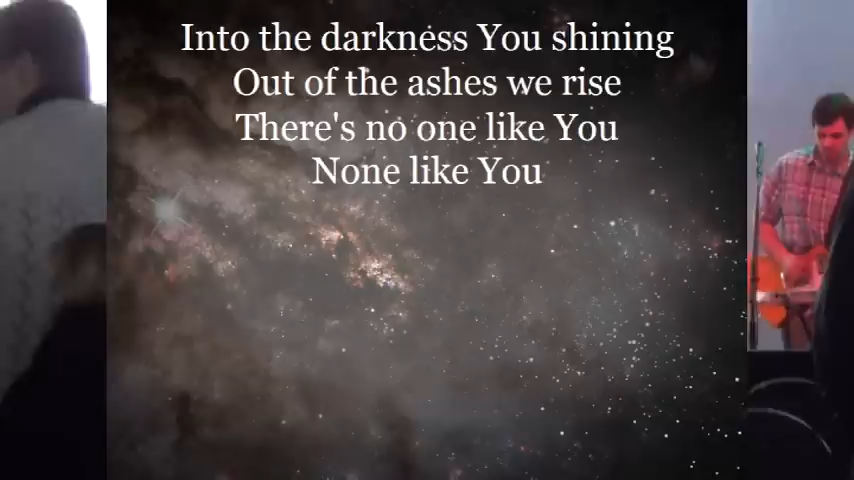 Into the darkness You shining
Out of the ashes we rise
There's no one like You
None like You